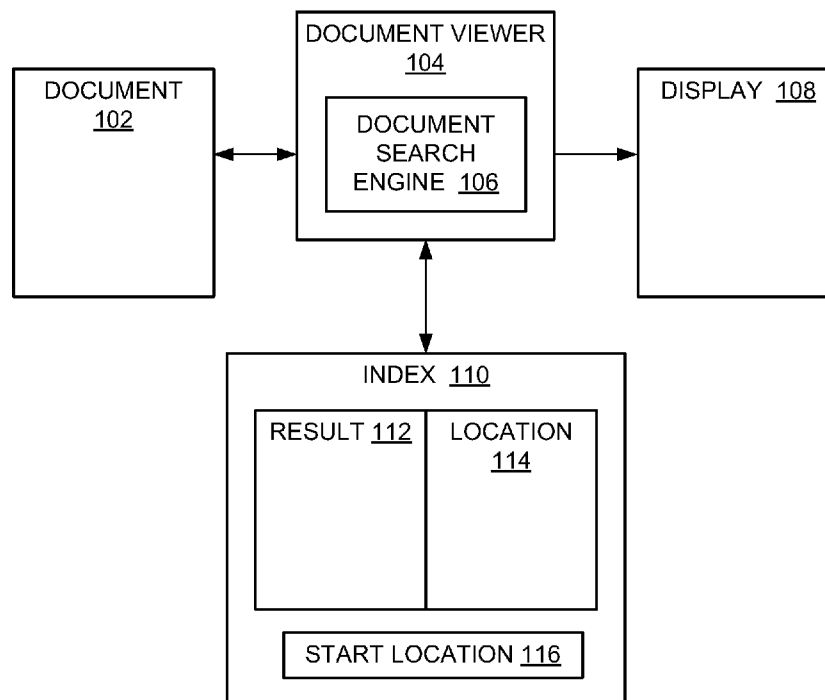 DOCUMENT VIEWER
104
DOCUMENT
102
DOCUMENT
SEARCH
ENGINE 106
DISPLAY 108
INDEX 110
RESULT 112
LOCATION
114
START LOCATION 116